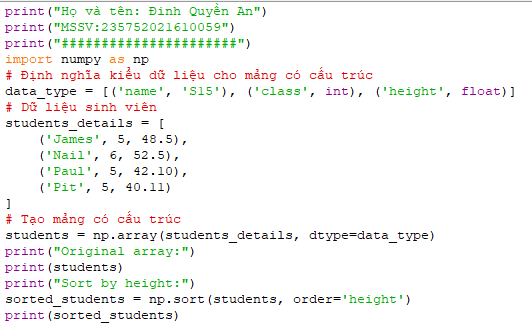 print("Họ và tên: Đinh Quyền An")
print("MSSV:235752021610059")
print("######################")
import numpy as np
# Định nghĩa kiểu dữ liệu cho mảng có cấu trúc
data_type = [('name', 'S15'), ('class', int), ('height', float)]
# Dữ liệu sinh viên
students_details = [
    ('James', 5, 48.5),
    ('Nail', 6, 52.5),
    ('Paul', 5, 42.10),
    ('Pit', 5, 40.11)
]
# Tạo mảng có cấu trúc
students = np.array(students_details, dtype=data_type)
print("Original array:")
print(students)
print("Sort by height:")
sorted_students = np.sort(students, order='height')
print(sorted_students)